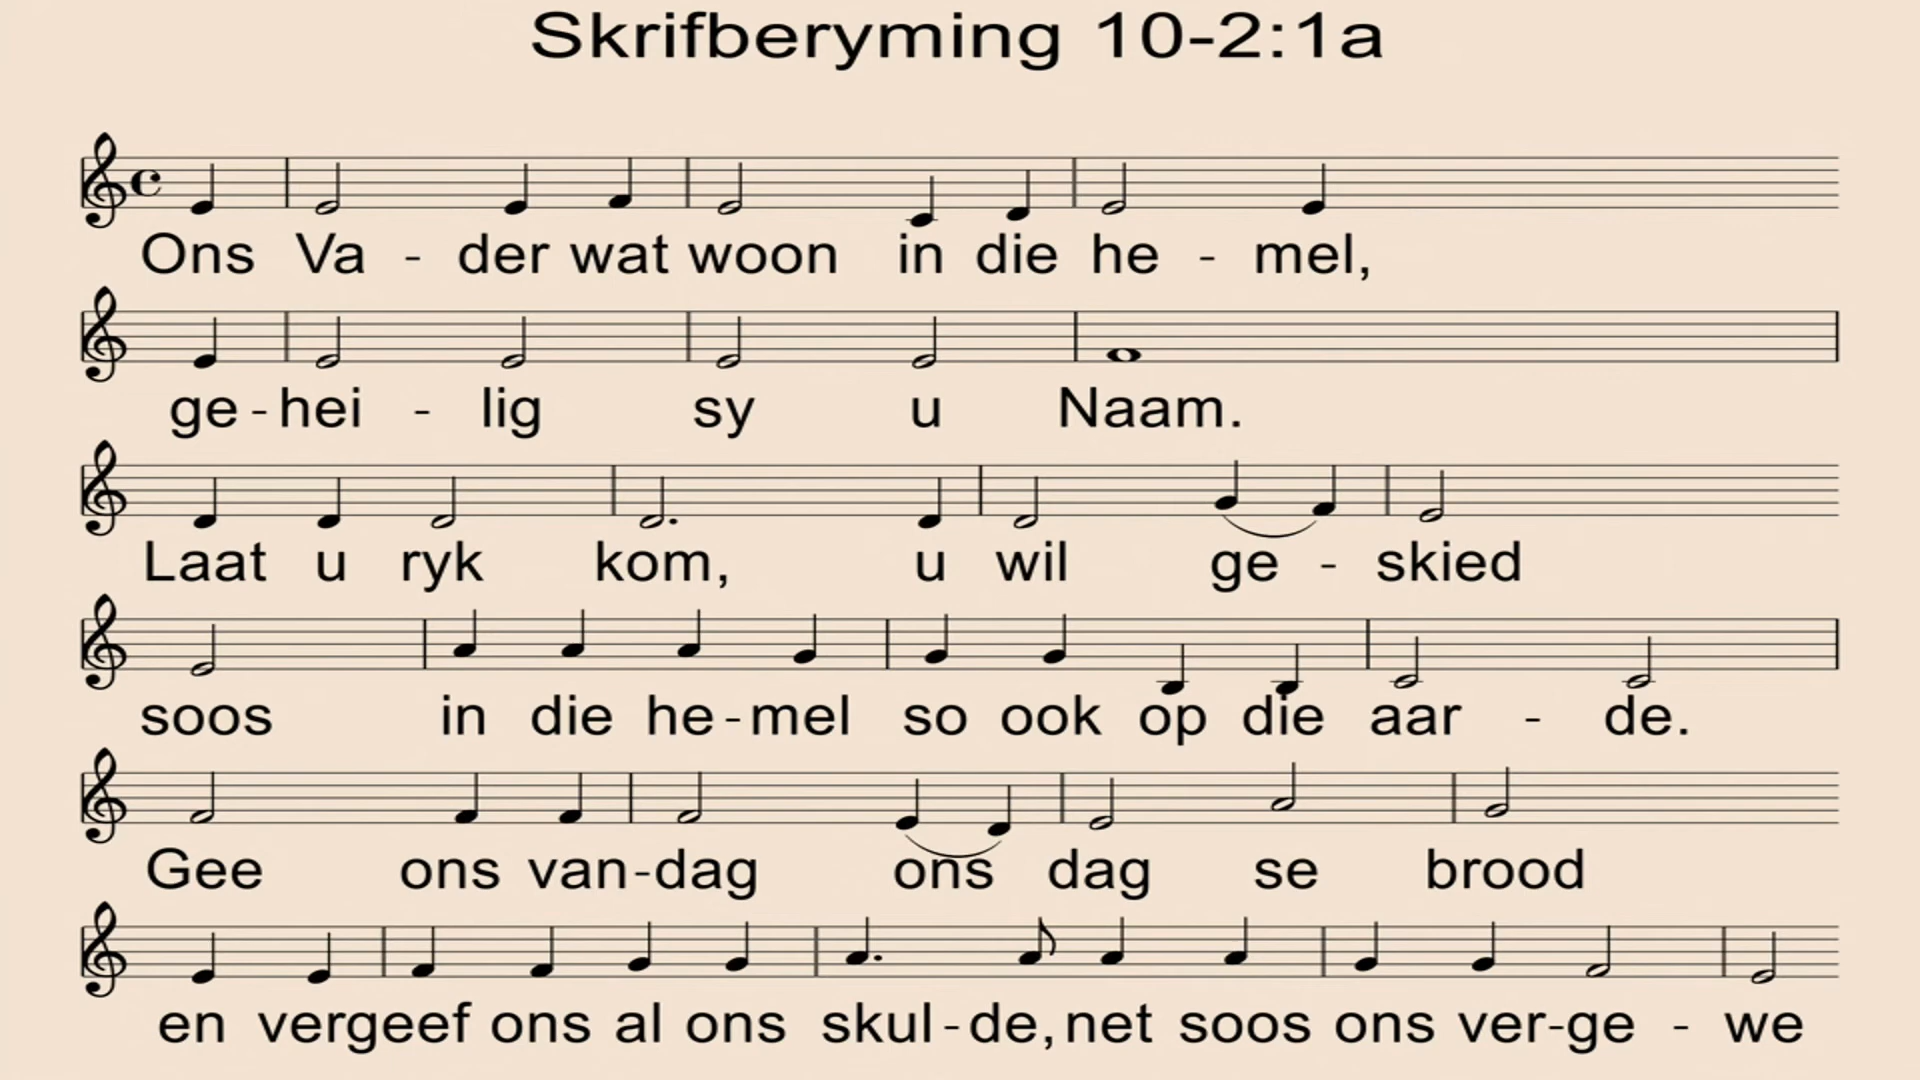 Skrifberyming 10-2:1a
Ons Va - der wat woon in die he - mel,
ge - hei - lig sy u Naam.
Laat u ryk kom, u wil ge - skied
soos in die he - mel so ook op die aar - de.
Gee ons van-dag ons dag se brood
en vergeef ons al ons skul - de, net soos ons ver-ge - we